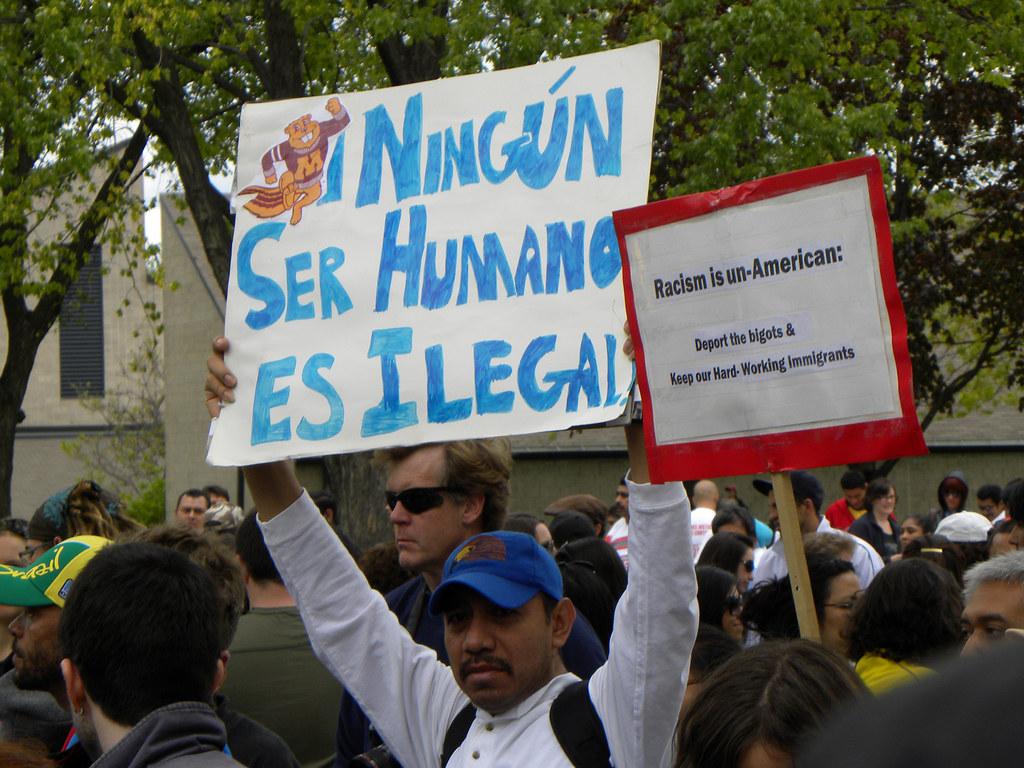 ¡NINGÚN
SER HUMANO
ES ILEGAL!
M
Racism is un-American:
Deport the bigots &
Keep our Hard-Working Immigrants